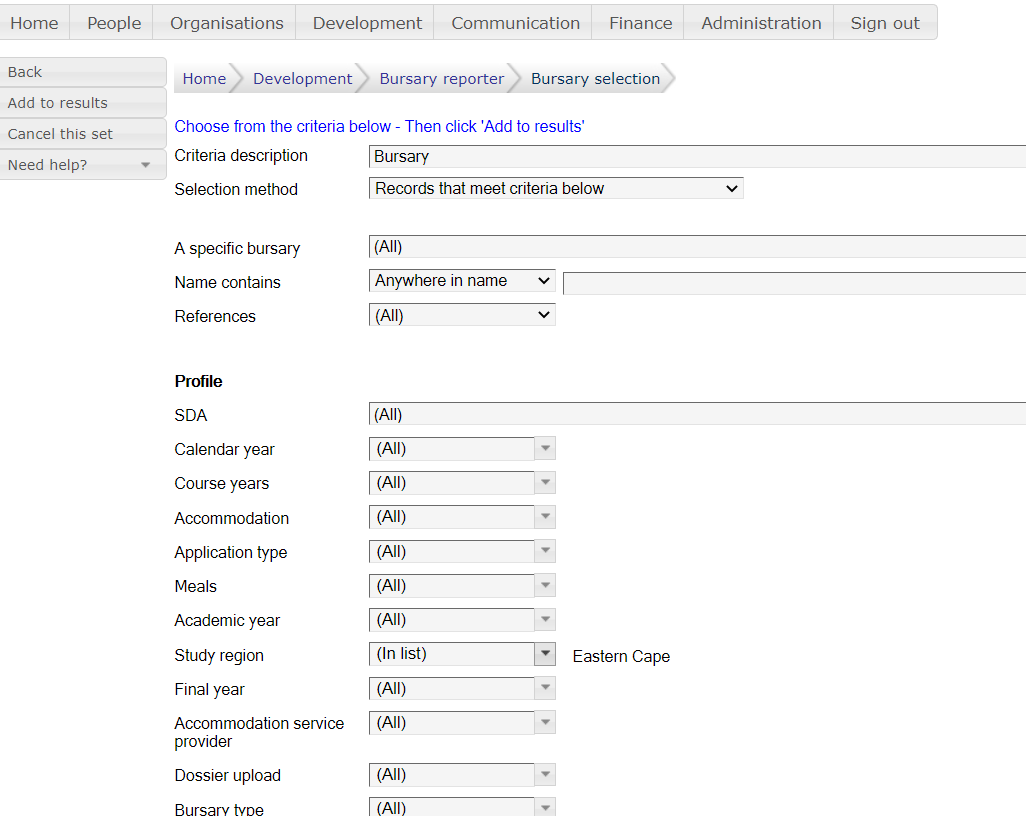 Home People Organisations Development Communication Finance Administration Sign out
Back
Add to results
Cancel this set
Need help?
Home Development Bursary reporter Bursary selection
Choose from the criteria below - Then click 'Add to results'
Criteria description Bursary
Selection method Records that meet criteria below
A specific bursary (All)
Name contains Anywhere in name
References (All)
Profile
SDA (All)
Calendar year (All)
Course years (All)
Accommodation (All)
Application type (All)
Meals (All)
Academic year (All)
Study region (In list) Eastern Cape
Final year (All)
Accommodation service provider (All)
Dossier upload (All)
Bursary type (All)